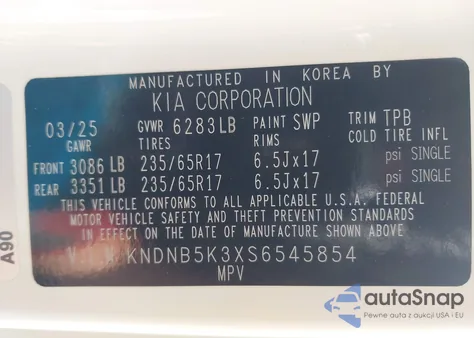 MANUFACTURED IN KOREA BY
KIA CORPORATION
03/25 GVWR 6283 LB PAINT SWP TRIM TPB
GAWR TIRES RIMS COLD TIRE INFL
FRONT 3086 LB 235/65R17 6.5Jx17 psi SINGLE
REAR 3351 LB 235/65R17 6.5Jx17 psi SINGLE
THIS VEHICLE CONFORMS TO ALL APPLICABLE U.S.A. FEDERAL
MOTOR VEHICLE SAFETY AND THEFT PREVENTION STANDARDS
IN EFFECT ON THE DATE OF MANUFACTURE SHOWN ABOVE
V.I.N. KNDNB5K3XS6545854
MPV
A90
autoSnap
Pewne auta z aukcji USA i EU